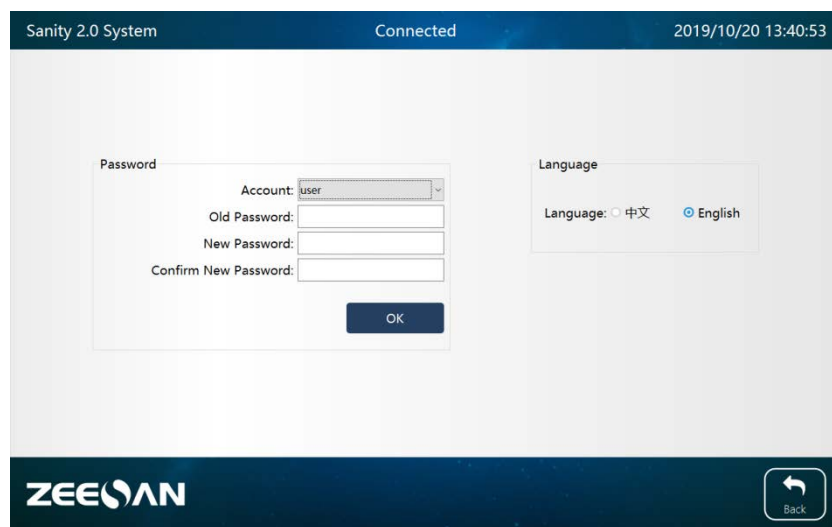 Sanity 2.0 System Connected 2019/10/20 13:40:53
Password
Account: user
Old Password:
New Password:
Confirm New Password:
OK
Language
Language: 中文 English
ZEESAN
Back